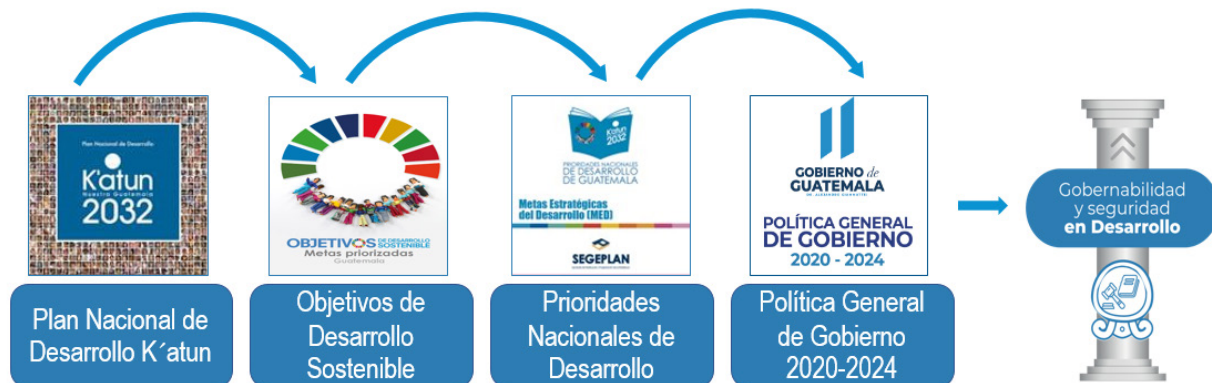 Plan Nacional de Desarrollo
K'atun
Nuestra Guatemala
2032
Plan Nacional de
Desarrollo K´atun
OBJETIVOS DE DESARROLLO
SOSTENIBLE
Metas priorizadas
Guatemala
Objetivos de
Desarrollo
Sostenible
K'atun
2032
PRIORIDADES NACIONALES
DE DESARROLLO
DE GUATEMALA
Metas Estratégicas
del Desarrollo (MED)
SEGEPLAN
Prioridades
Nacionales de
Desarrollo
GOBIERNO de
GUATEMALA
POLÍTICA GENERAL
DE GOBIERNO
2020 - 2024
Política General
de Gobierno
2020-2024
Gobernabilidad
y seguridad
en Desarrollo